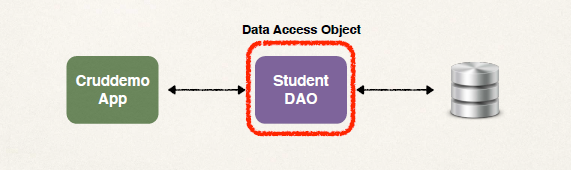 Data Access Object
Cruddemo
App
Student
DAO